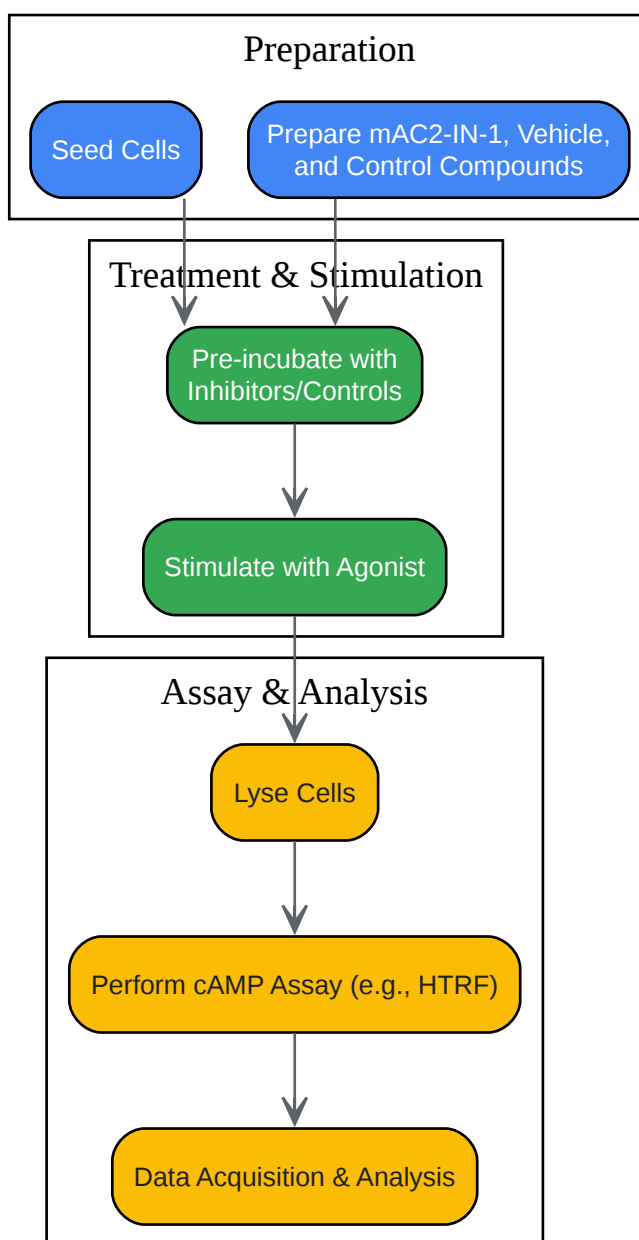 Preparation
Seed Cells
Prepare mAC2-IN-1, Vehicle,
and Control Compounds
Treatment & Stimulation
Pre-incubate with
Inhibitors/Controls
Stimulate with Agonist
Assay & Analysis
Lyse Cells
Perform cAMP Assay (e.g., HTRF)
Data Acquisition & Analysis